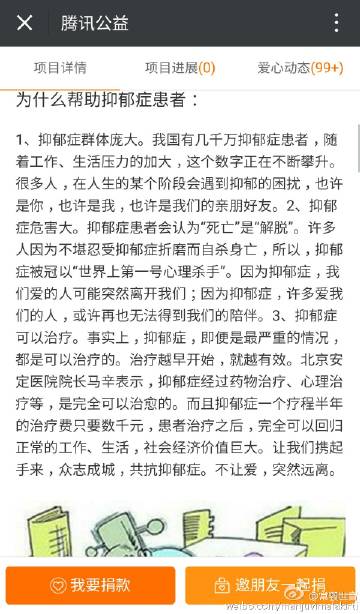 腾讯公益
项目详情 项目进展(0) 爱心动态(99+)
为什么帮助抑郁症患者：
1、抑郁症群体庞大。我国有几千万抑郁症患者，随
着工作、生活压力的加大，这个数字正在不断攀升。
很多人，在人生的某个阶段会遇到抑郁的困扰，也许
是你，也许是我，也许是我们的亲朋好友。2、抑郁
症危害大。抑郁症患者会认为“死亡”是“解脱”。许多
人因为不堪忍受抑郁症折磨而自杀身亡，所以，抑郁
症被冠以“世界上第一号心理杀手”。因为抑郁症，我
们爱的人可能突然离开我们；因为抑郁症，许多爱我
们的人，或许再也无法得到我们的陪伴。3、抑郁症
可以治疗。事实上，抑郁症，即便是最严重的情况，
都是可以治疗的。治疗越早开始，就越有效。北京安
定医院院长马辛表示，抑郁症经过药物治疗、心理治
疗等，是完全可以治愈的。而且抑郁症一个疗程半年
的治疗费只要数千元，患者治疗之后，完全可以回归
正常的工作、生活，社会经济价值巨大。让我们携起
手来，众志成城，共抗抑郁症。不让爱，突然远离。
我要捐款 邀朋友一起捐